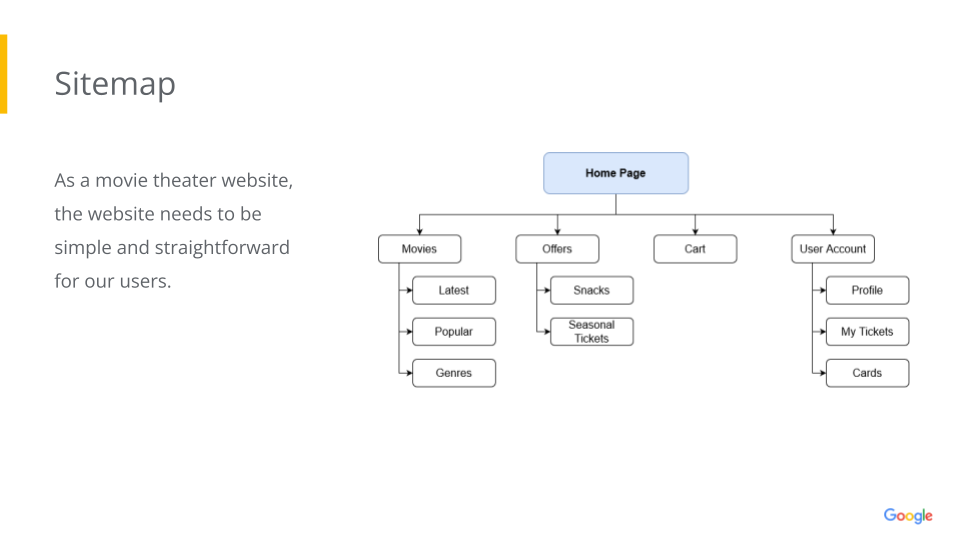 Sitemap
As a movie theater website,
the website needs to be
simple and straightforward
for our users.
Home Page
Movies
Offers
Cart
User Account
Latest
Snacks
Profile
Popular
Seasonal
Tickets
My Tickets
Genres
Cards
Google